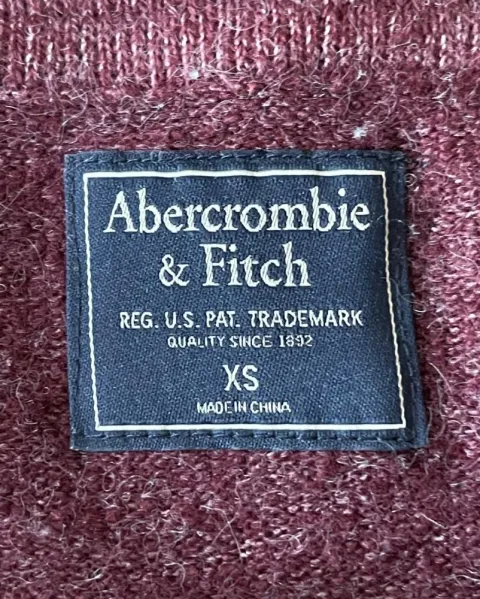 Abercrombie
& Fitch
REG. U.S. PAT. TRADEMARK
QUALITY SINCE 1892
XS
MADE IN CHINA